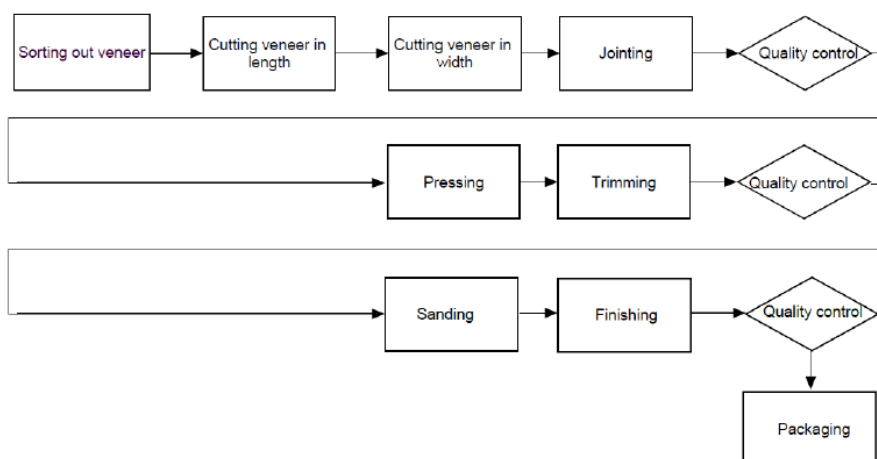 Sorting out veneer
Cutting veneer in
length
Cutting veneer in
width
Jointing
Quality control
Pressing
Trimming
Quality control
Sanding
Finishing
Quality control
Packaging